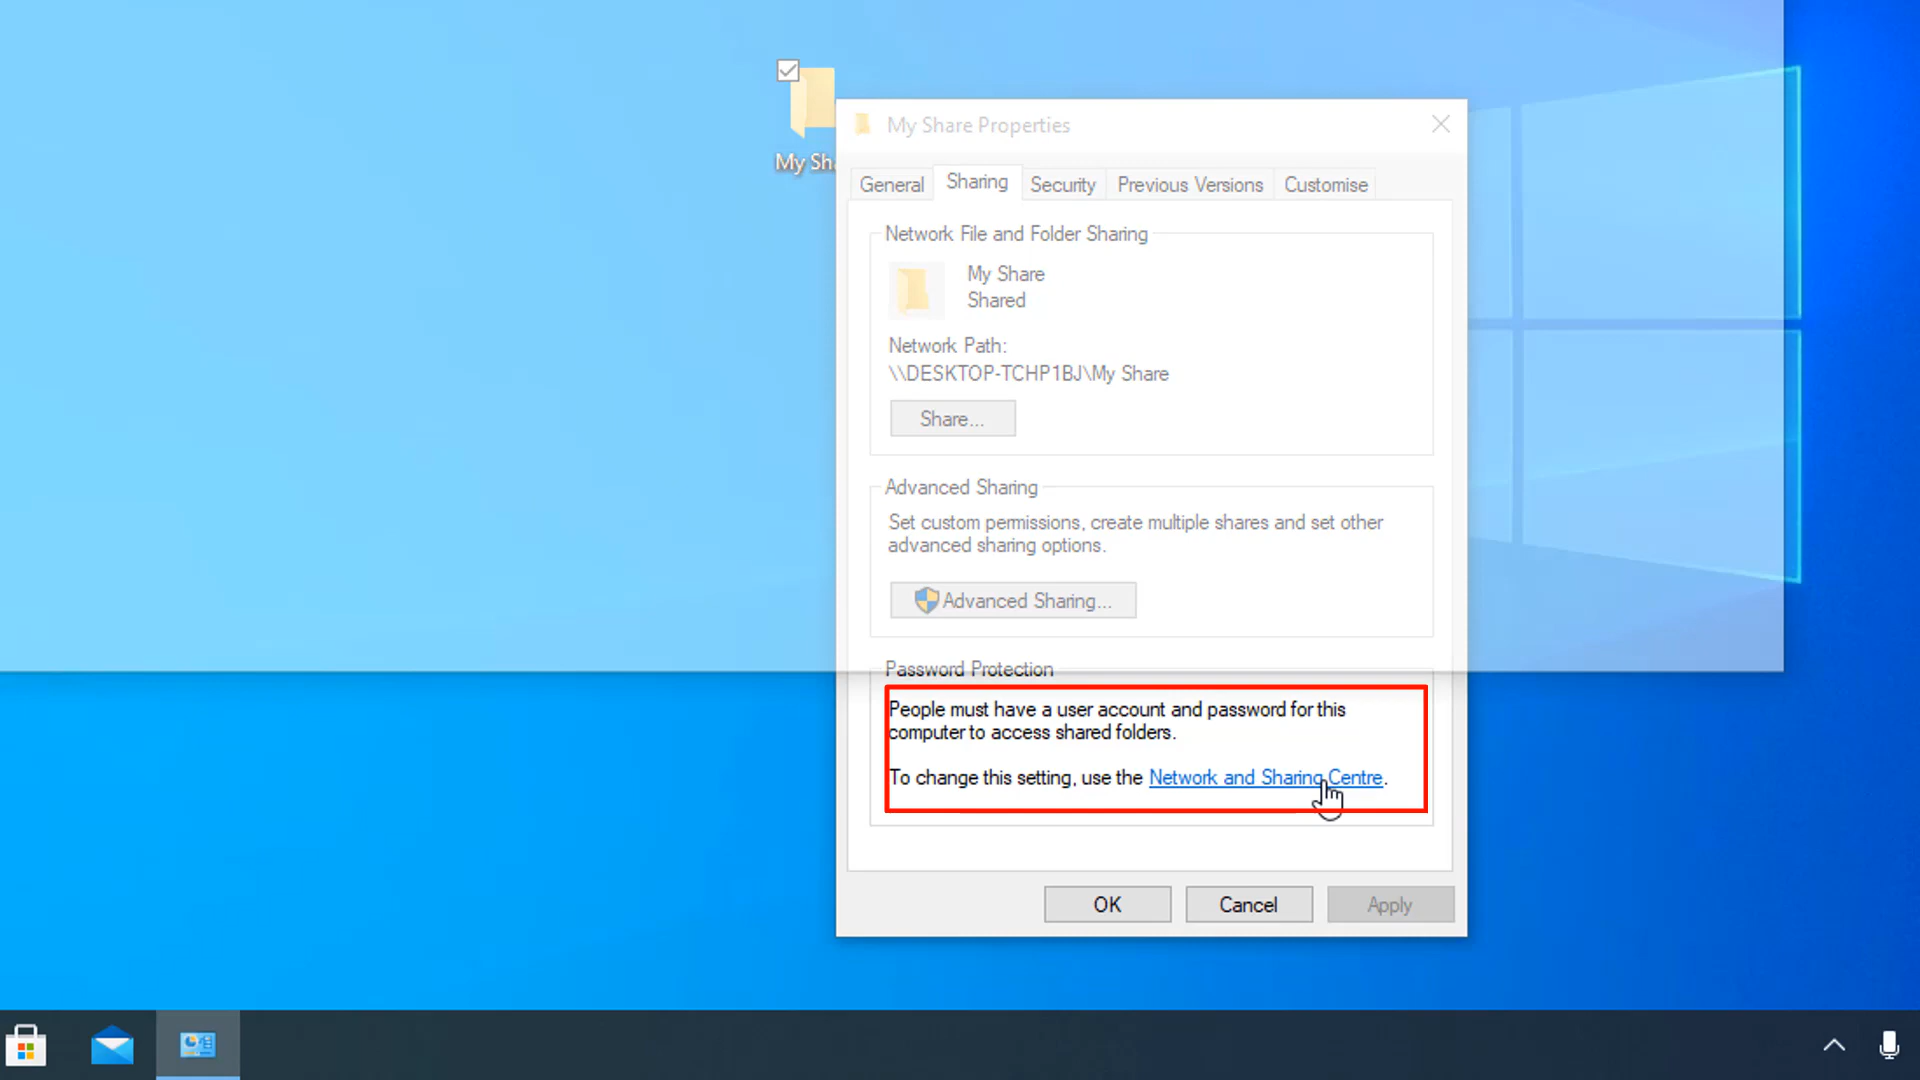 My Sha
My Share Properties
General Sharing Security Previous Versions Customise
Network File and Folder Sharing
My Share
Shared
Network Path:
\\DESKTOP-TCHP1BJ\My Share
Share...
Advanced Sharing
Set custom permissions, create multiple shares and set other
advanced sharing options.
Advanced Sharing...
Password Protection
People must have a user account and password for this
computer to access shared folders.
To change this setting, use the Network and Sharing Centre.
OK Cancel Apply